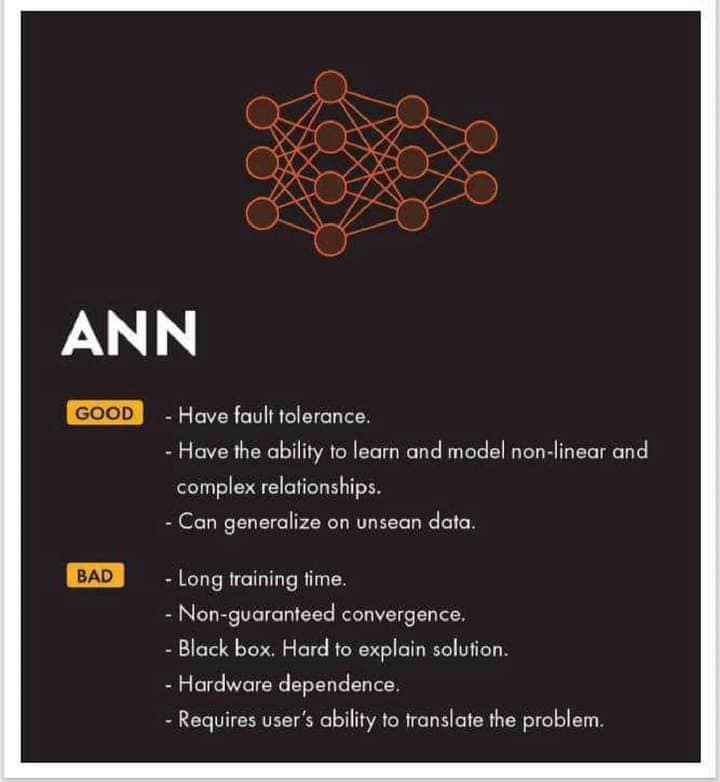 ANN
GOOD - Have fault tolerance.
- Have the ability to learn and model non-linear and
complex relationships.
- Can generalize on unsean data.
BAD - Long training time.
- Non-guaranteed convergence.
- Black box. Hard to explain solution.
- Hardware dependence.
- Requires user's ability to translate the problem.